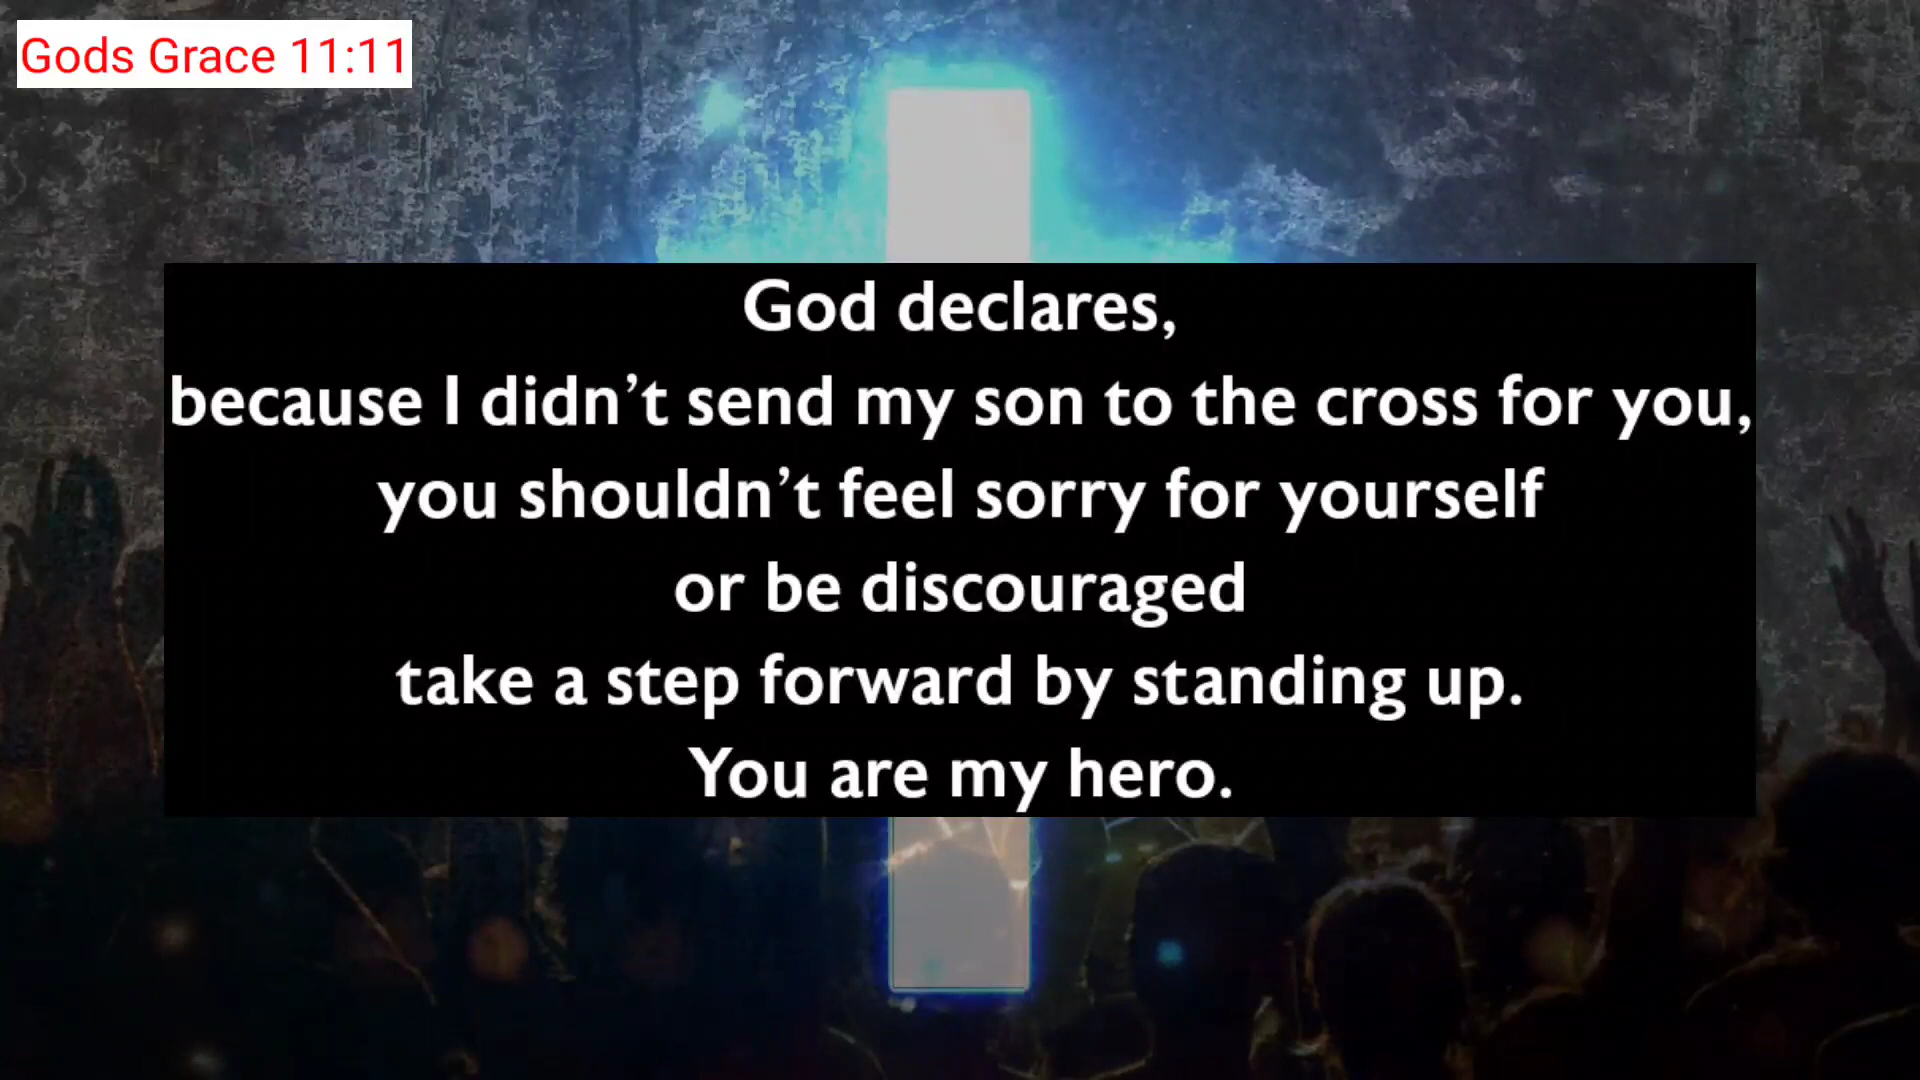 Gods Grace 11:11
God declares,
because I didn’t send my son to the cross for you,
you shouldn’t feel sorry for yourself
or be discouraged
take a step forward by standing up.
You are my hero.